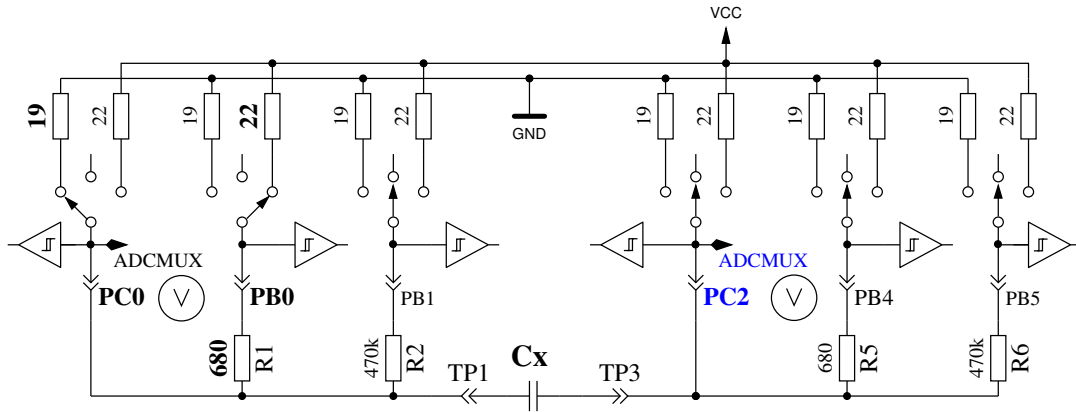 VCC
19
22
19
22
19
22
GND
19
22
19
22
19
22
ADCMUX
ADCMUX
PC0
V
PB0
PB1
PC2
V
PB4
PB5
680
R1
470k
R2
TP1
Cx
TP3
680
R5
470k
R6